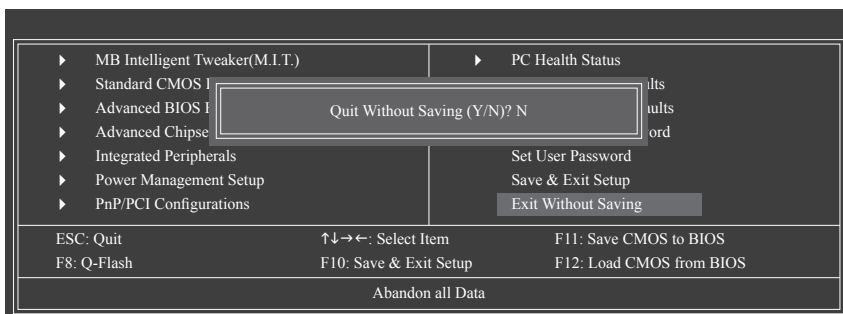 MB Intelligent Tweaker(M.I.T.)
Standard CMOS
Advanced BIOS
Advanced Chipse
Integrated Peripherals
Power Management Setup
PnP/PCI Configurations
PC Health Status
ults
ord
Set User Password
Save & Exit Setup
Exit Without Saving
Quit Without Saving (Y/N)? N
ESC: Quit
↑↓→←: Select Item
F11: Save CMOS to BIOS
F8: Q-Flash
F10: Save & Exit Setup
F12: Load CMOS from BIOS
Abandon all Data